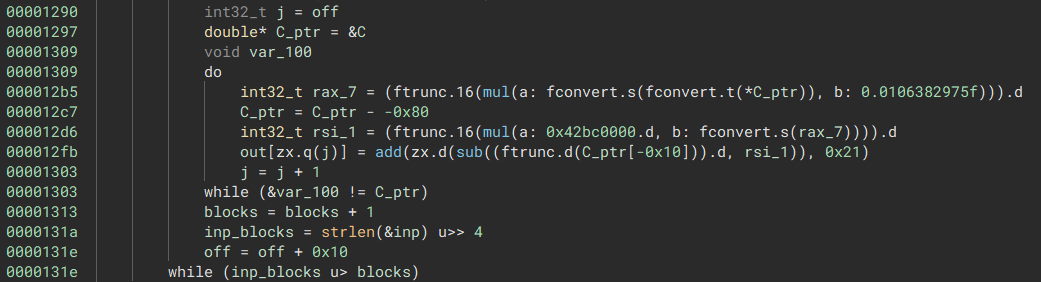 00001290 int32_t j = off
00001297 double* C_ptr = &C
00001309 void var_100
00001309 do
000012b5 int32_t rax_7 = (ftrunc.16(mul(a: fconvert.s(fconvert.t(*C_ptr)), b: 0.0106382975f))).d
000012c7 C_ptr = C_ptr - -0x80
000012d6 int32_t rsi_1 = (ftrunc.16(mul(a: 0x42bc0000.d, b: fconvert.s(rax_7)))).d
000012fb out[zx.q(j)] = add(zx.d(sub((ftrunc.d(C_ptr[-0x10])).d, rsi_1)), 0x21)
00001303 j = j + 1
00001303 while (&var_100 != C_ptr)
00001313 blocks = blocks + 1
0000131a inp_blocks = strlen(&inp) u>> 4
0000131e off = off + 0x10
0000131e while (inp_blocks u> blocks)